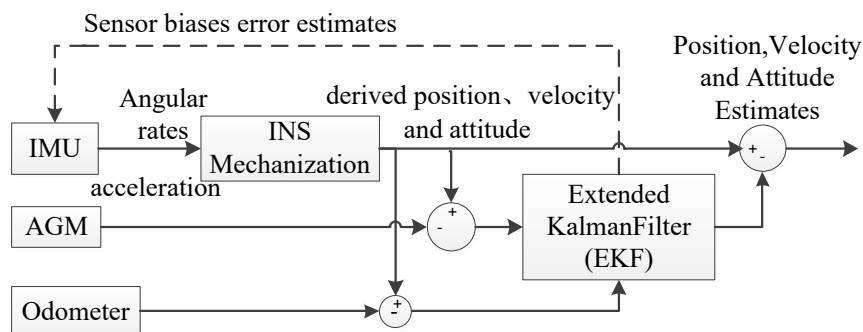 Sensor biases error estimates
Position,Velocity
and Attitude
Estimates
Angular
rates
derived position、velocity
and attitude
IMU
INS
Mechanization
+
-
acceleration
+
-
Extended
KalmanFilter
(EKF)
AGM
Odometer
+
-